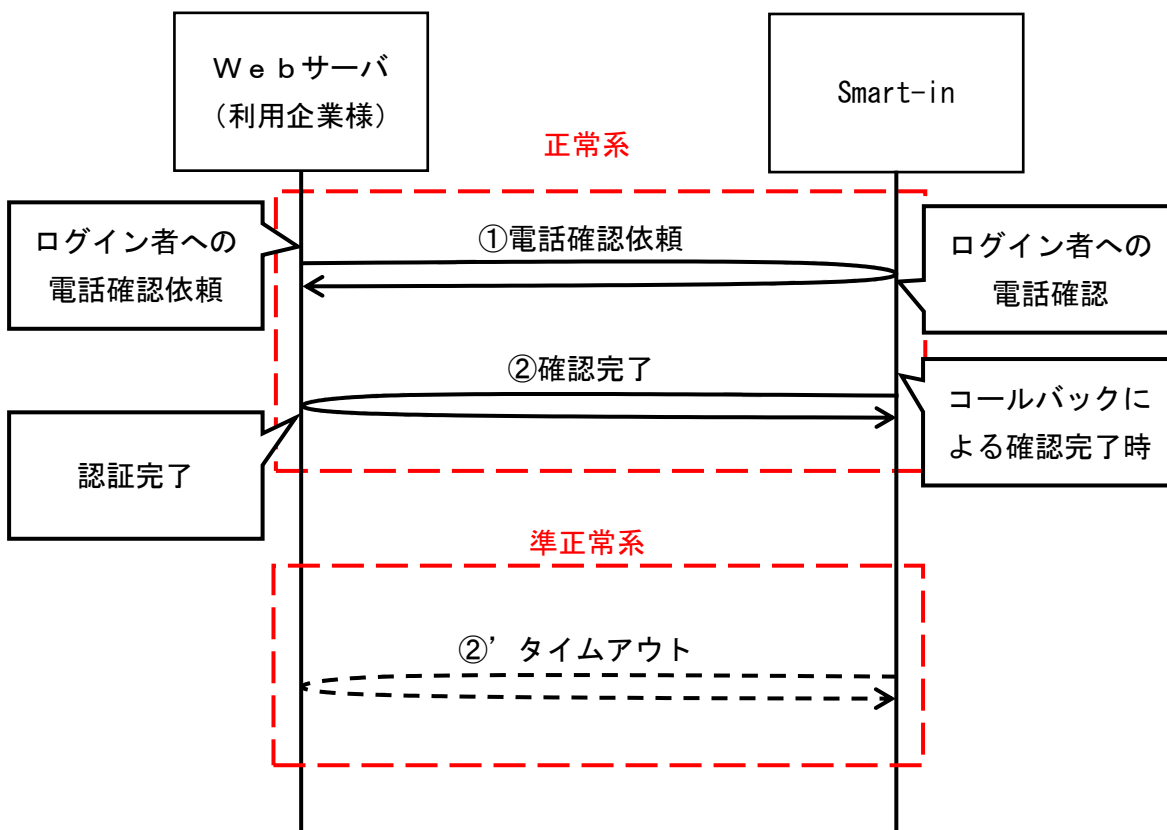 Ｗｅｂサーバ
（利用企業様）
Smart-in
正常系
ログイン者への
電話確認依頼
①電話確認依頼
ログイン者への
電話確認
②確認完了
コールバックに
よる確認完了時
認証完了
準正常系
②’タイムアウト